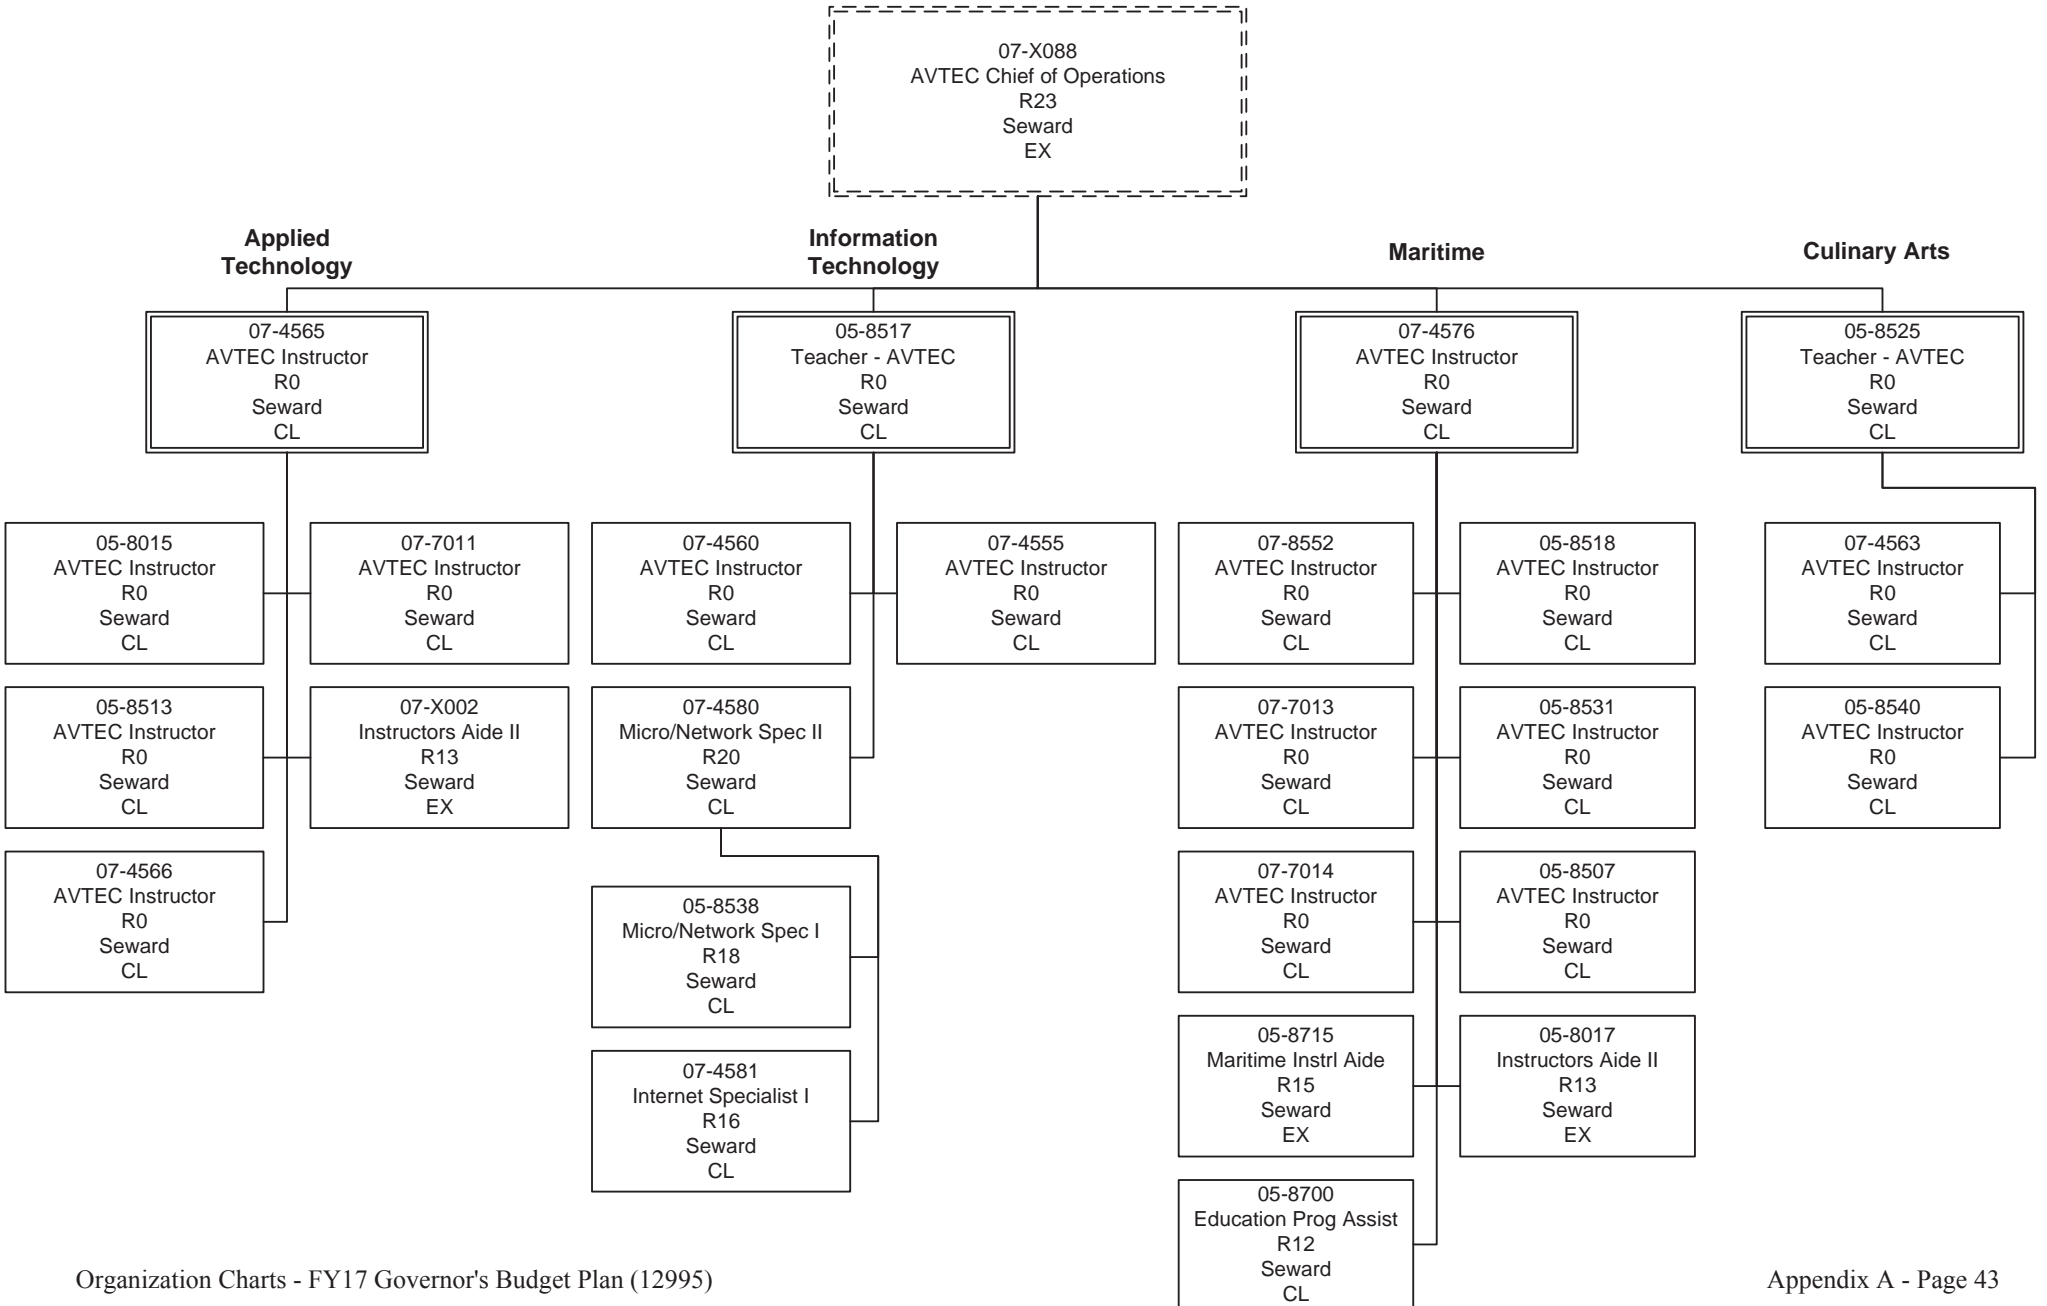 07-X088
AVTEC Chief of Operations
R23
Seward
EX
Applied
Technology
Information
Technology
Maritime
Culinary Arts
07-4565
AVTEC Instructor
R0
Seward
CL
05-8517
Teacher - AVTEC
R0
Seward
CL
07-4576
AVTEC Instructor
R0
Seward
CL
05-8525
Teacher - AVTEC
R0
Seward
CL
05-8015
AVTEC Instructor
R0
Seward
CL
07-7011
AVTEC Instructor
R0
Seward
CL
07-4560
AVTEC Instructor
R0
Seward
CL
07-4555
AVTEC Instructor
R0
Seward
CL
07-8552
AVTEC Instructor
R0
Seward
CL
05-8518
AVTEC Instructor
R0
Seward
CL
07-4563
AVTEC Instructor
R0
Seward
CL
05-8513
AVTEC Instructor
R0
Seward
CL
07-X002
Instructors Aide II
R13
Seward
EX
07-4580
Micro/Network Spec II
R20
Seward
CL
07-7013
AVTEC Instructor
R0
Seward
CL
05-8531
AVTEC Instructor
R0
Seward
CL
05-8540
AVTEC Instructor
R0
Seward
CL
07-4566
AVTEC Instructor
R0
Seward
CL
05-8538
Micro/Network Spec I
R18
Seward
CL
07-7014
AVTEC Instructor
R0
Seward
CL
05-8507
AVTEC Instructor
R0
Seward
CL
07-4581
Internet Specialist I
R16
Seward
CL
05-8715
Maritime Instrl Aide
R15
Seward
EX
05-8017
Instructors Aide II
R13
Seward
EX
05-8700
Education Prog Assist
R12
Seward
CL
Organization Charts - FY17 Governor's Budget Plan (12995)
Appendix A - Page 43